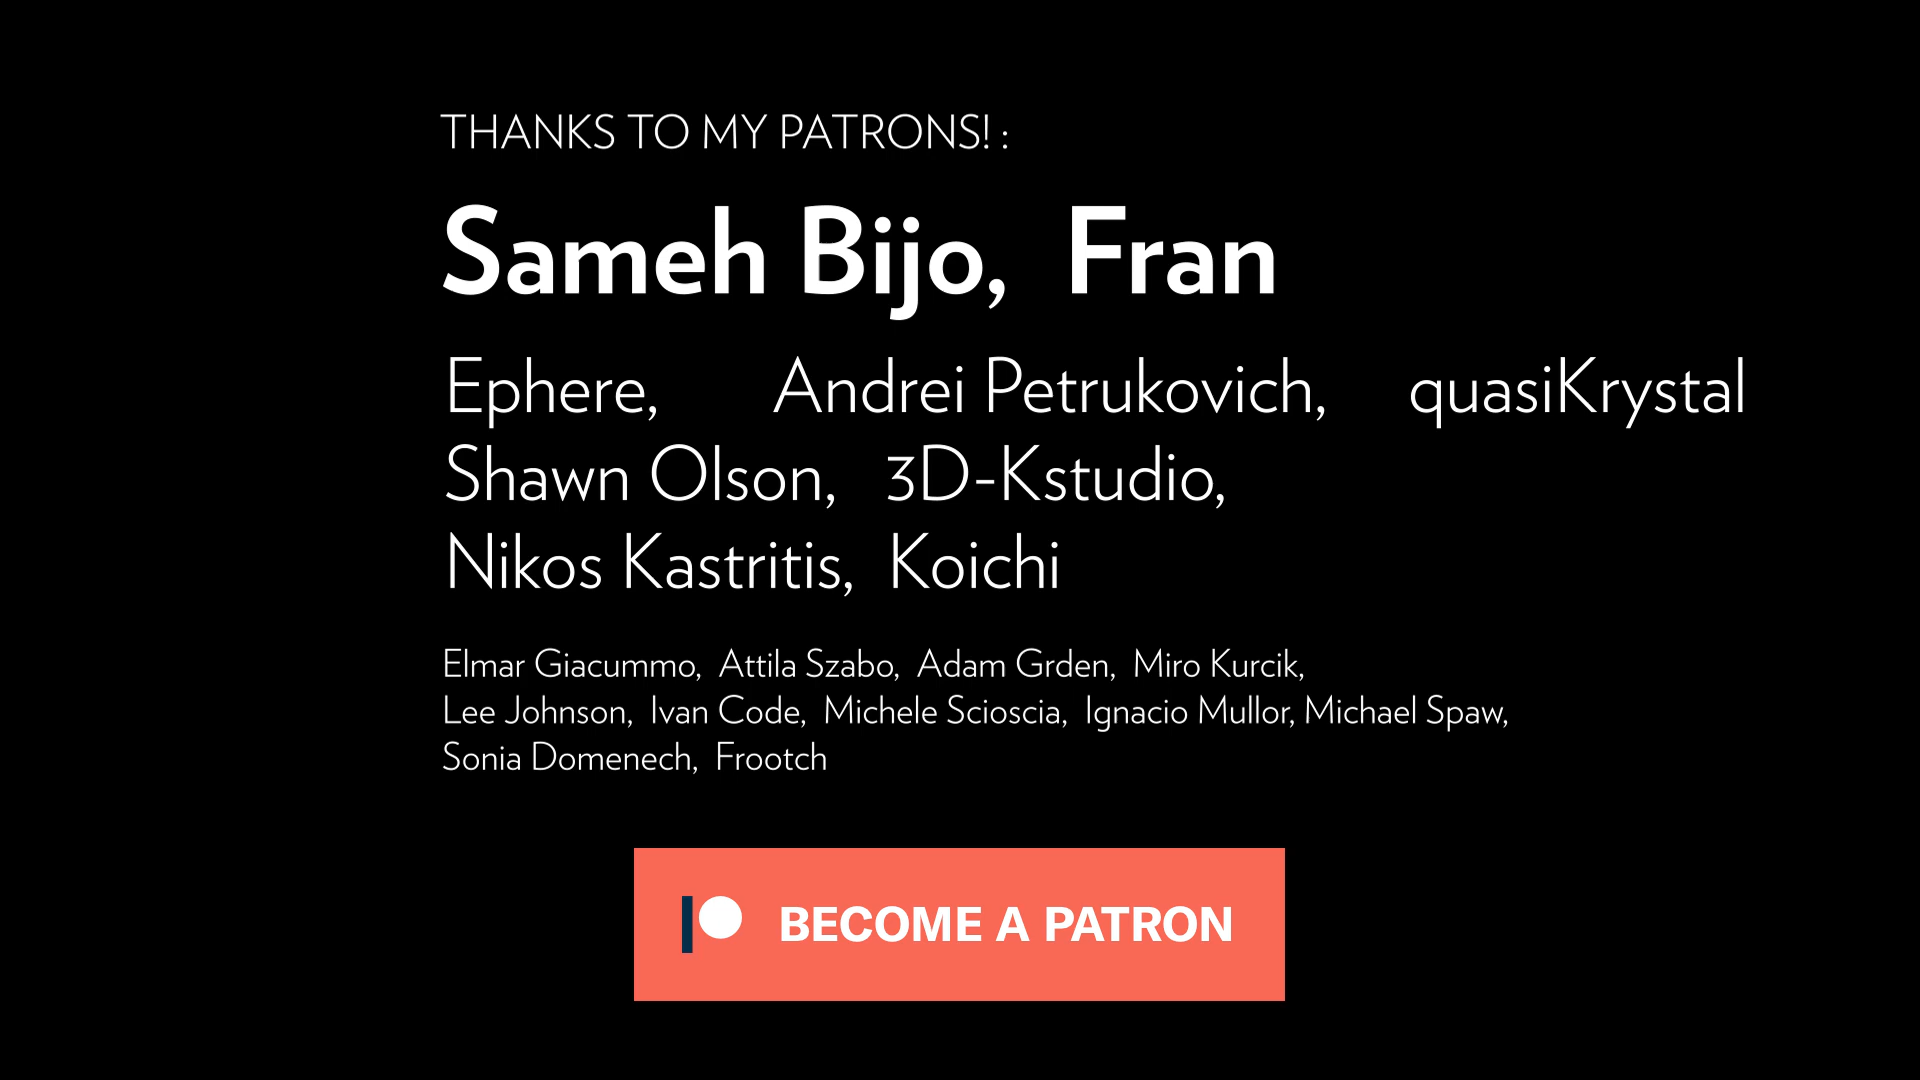 THANKS TO MY PATRONS! :
Sameh Bijo, Fran
Ephere, Andrei Petrukovich, quasiKrystal
Shawn Olson, 3D-Kstudio,
Nikos Kastritis, Koichi
Elmar Giacummo, Attila Szabo, Adam Grden, Miro Kurcik,
Lee Johnson, Ivan Code, Michele Scioscia, Ignacio Mullor, Michael Spaw,
Sonia Domenech, Frootch
BECOME A PATRON